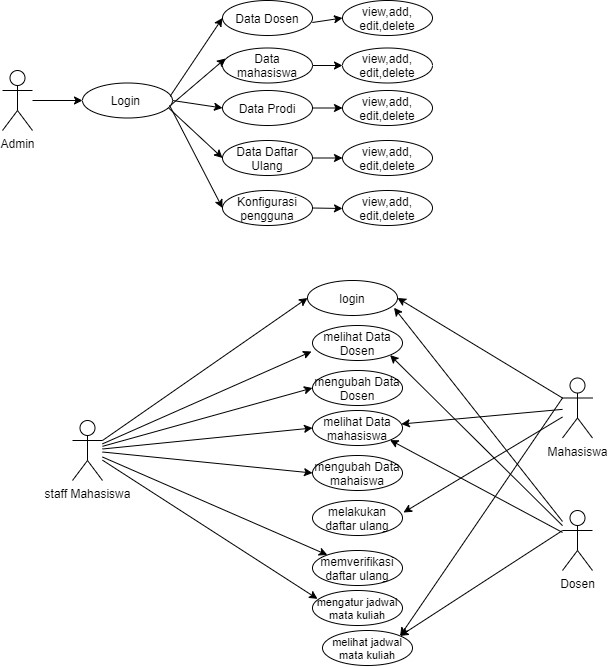 Data Dosen
view,add,
edit,delete
Data
mahasiswa
view,add,
edit,delete
Login
Data Prodi
view,add,
edit,delete
Admin
Data Daftar
Ulang
view,add,
edit,delete
Konfigurasi
pengguna
view,add,
edit,delete
login
melihat Data
Dosen
mengubah Data
Dosen
melihat Data
mahasiswa
Mahasiswa
mengubah Data
mahaiswa
staff Mahasiswa
melakukan
daftar ulang
memverifikasi
daftar ulang
Dosen
mengatur jadwal
mata kuliah
melihat jadwal
mata kuliah